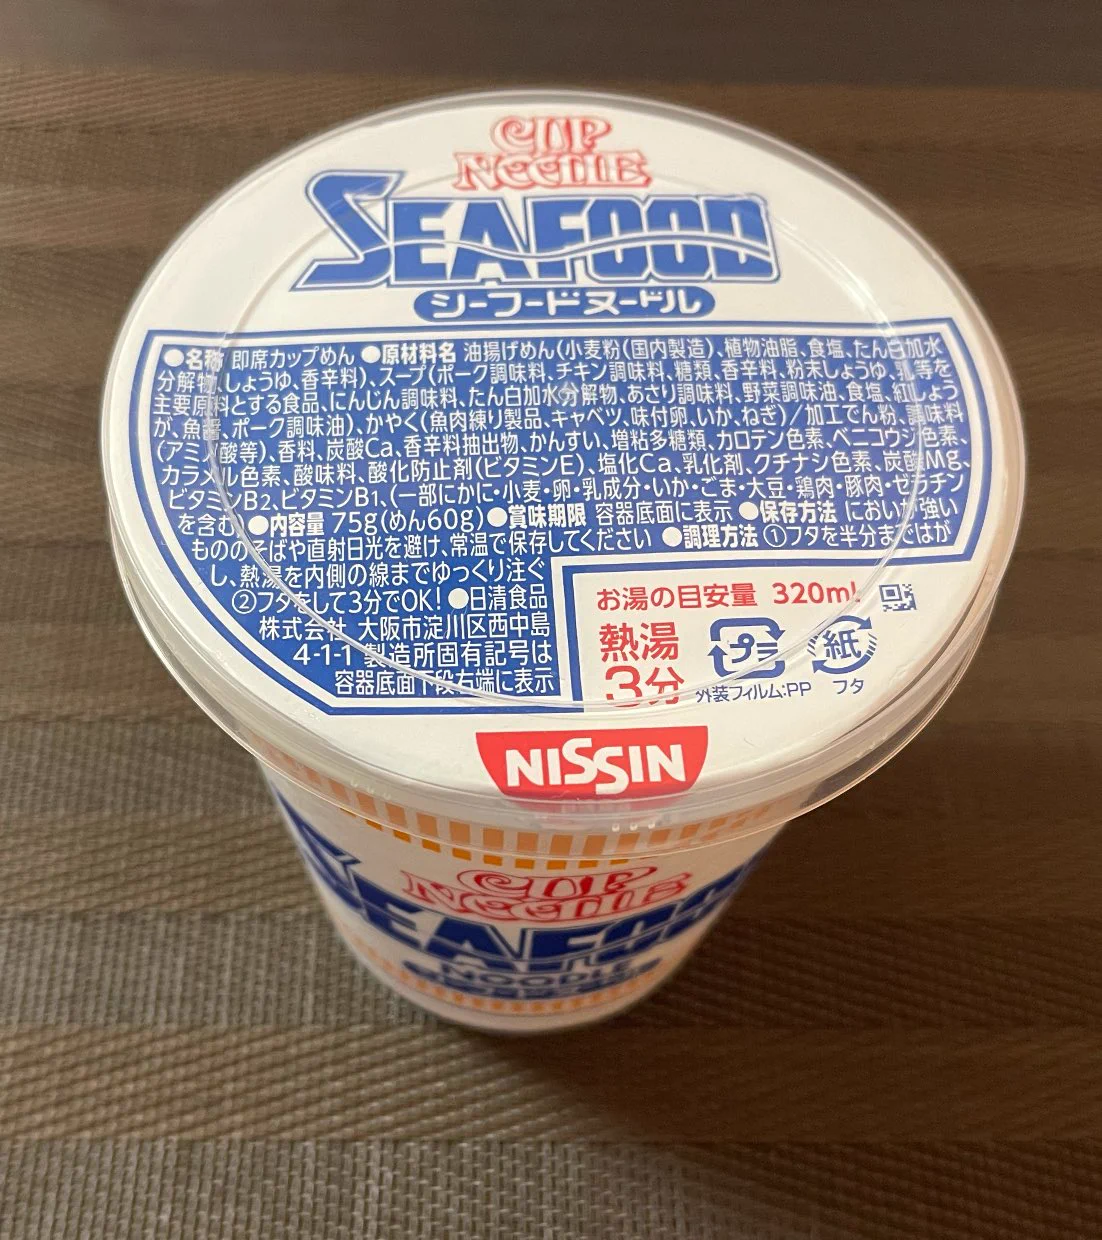 CUP
NOODLE
SEAFOOD
シーフードヌードル
●名称 即席カップめん ●原材料名 油揚げめん(小麦粉(国内製造)、植物油脂、食塩、たん白加水
分解物、しょうゆ、香辛料)、スープ(ポーク調味料、チキン調味料、糖類、香辛料、粉末しょうゆ、乳等を
主要原料とする食品、にんじん調味料、たん白加水分解物、あさり調味料、野菜調味油、食塩、紅しょう
が、魚醤、ポーク調味油)、かやく(魚肉練り製品、キャベツ、味付卵、いか、ねぎ)/加工でん粉、調味料
(アミノ酸等)、香料、炭酸Ca、香辛料抽出物、かんすい、増粘多糖類、カロテン色素、ベニコウジ色素、
カラメル色素、酸味料、酸化防止剤(ビタミンE)、塩化Ca、乳化剤、クチナシ色素、炭酸Mg、
ビタミンB2、ビタミンB1、(一部にかに・小麦・卵・乳成分・いか・ごま・大豆・鶏肉・豚肉・ゼラチン
を含む) ●内容量 75g(めん60g) ●賞味期限 容器底面に表示 ●保存方法 においが強い
もののそばや直射日光を避け、常温で保存してください ●調理方法 ①フタを半分まではが
し、熱湯を内側の線までゆっくり注ぐ
②フタをして3分でOK! ●日清食品
株式会社 大阪市淀川区西中島
4-1-1 製造所固有記号は
容器底面下段右端に表示
お湯の目安量 320ml
熱湯
3分
プラ
外装フィルム:PP
紙
フタ
NISSIN
CUP
NOODLE
SEAFOOD
NOODLE